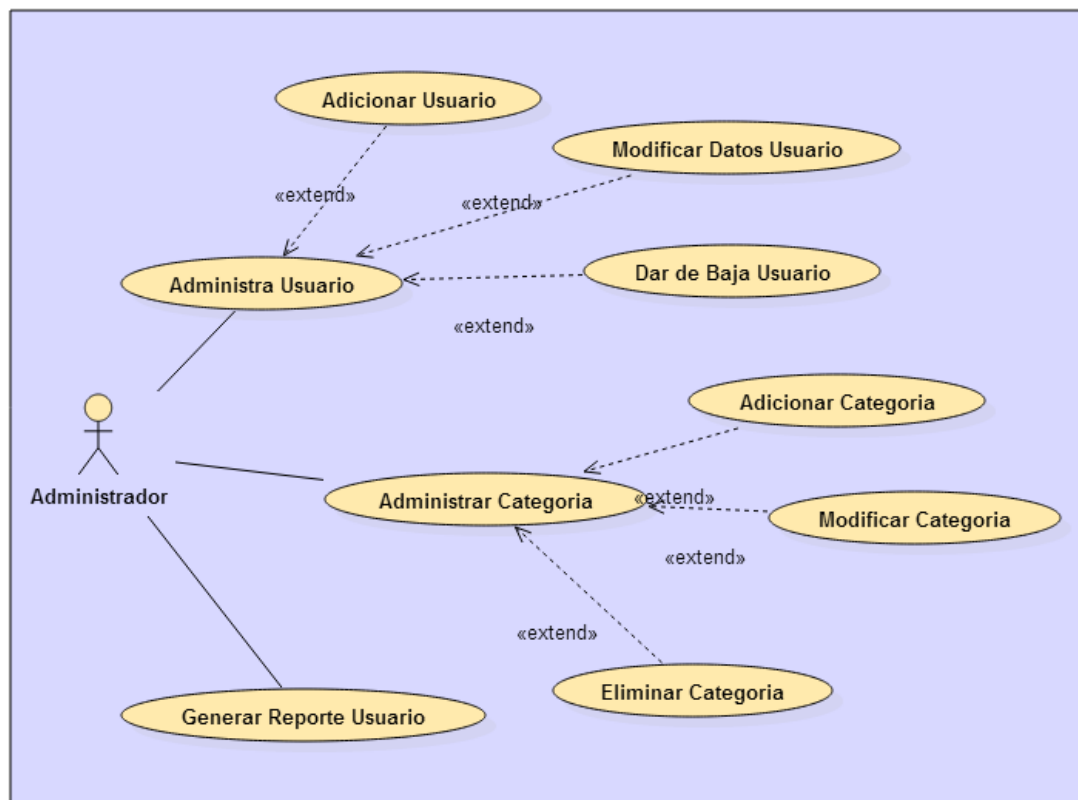 Adicionar Usuario
Modificar Datos Usuario
«extend»
«extend»
Administra Usuario
Dar de Baja Usuario
«extend»
Adicionar Categoria
Administrador
Administrar Categoria
«extend»
Modificar Categoria
«extend»
«extend»
Eliminar Categoria
Generar Reporte Usuario